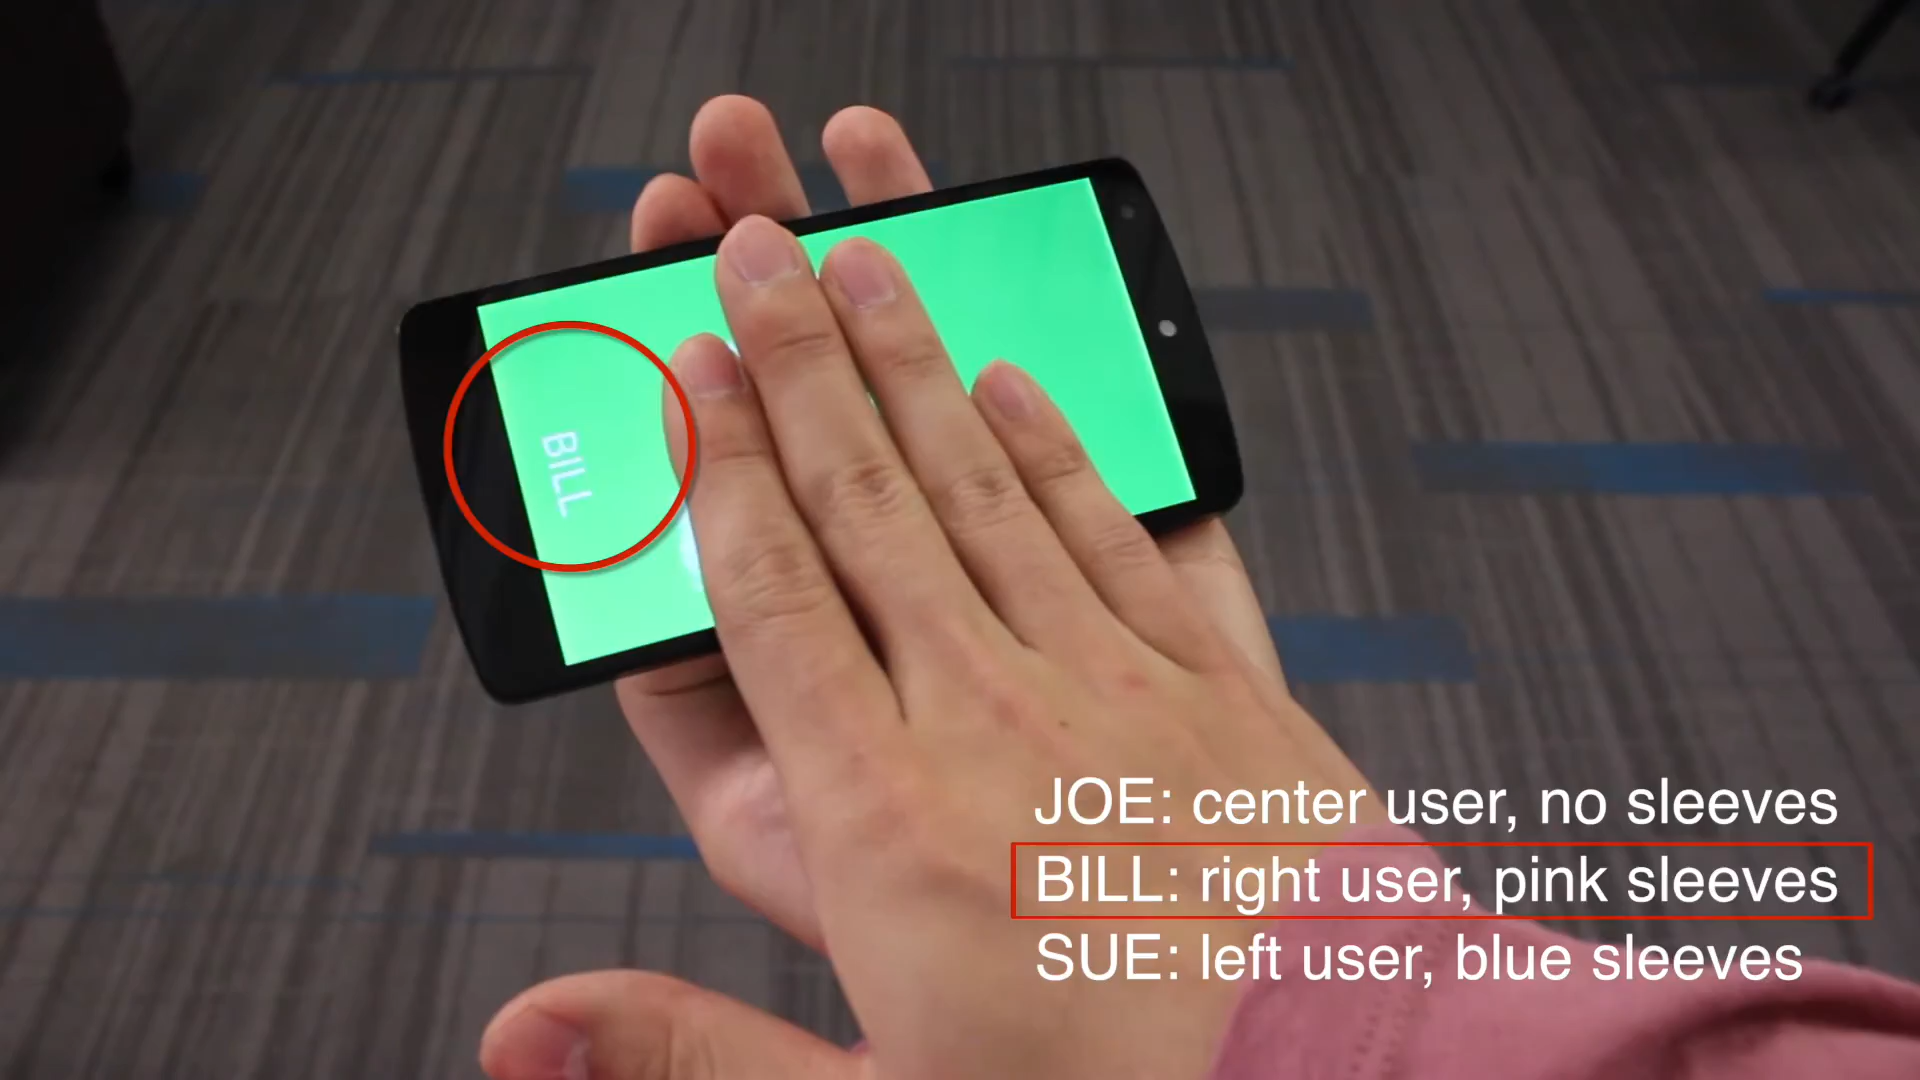 BILL
JOE: center user, no sleeves
BILL: right user, pink sleeves
SUE: left user, blue sleeves